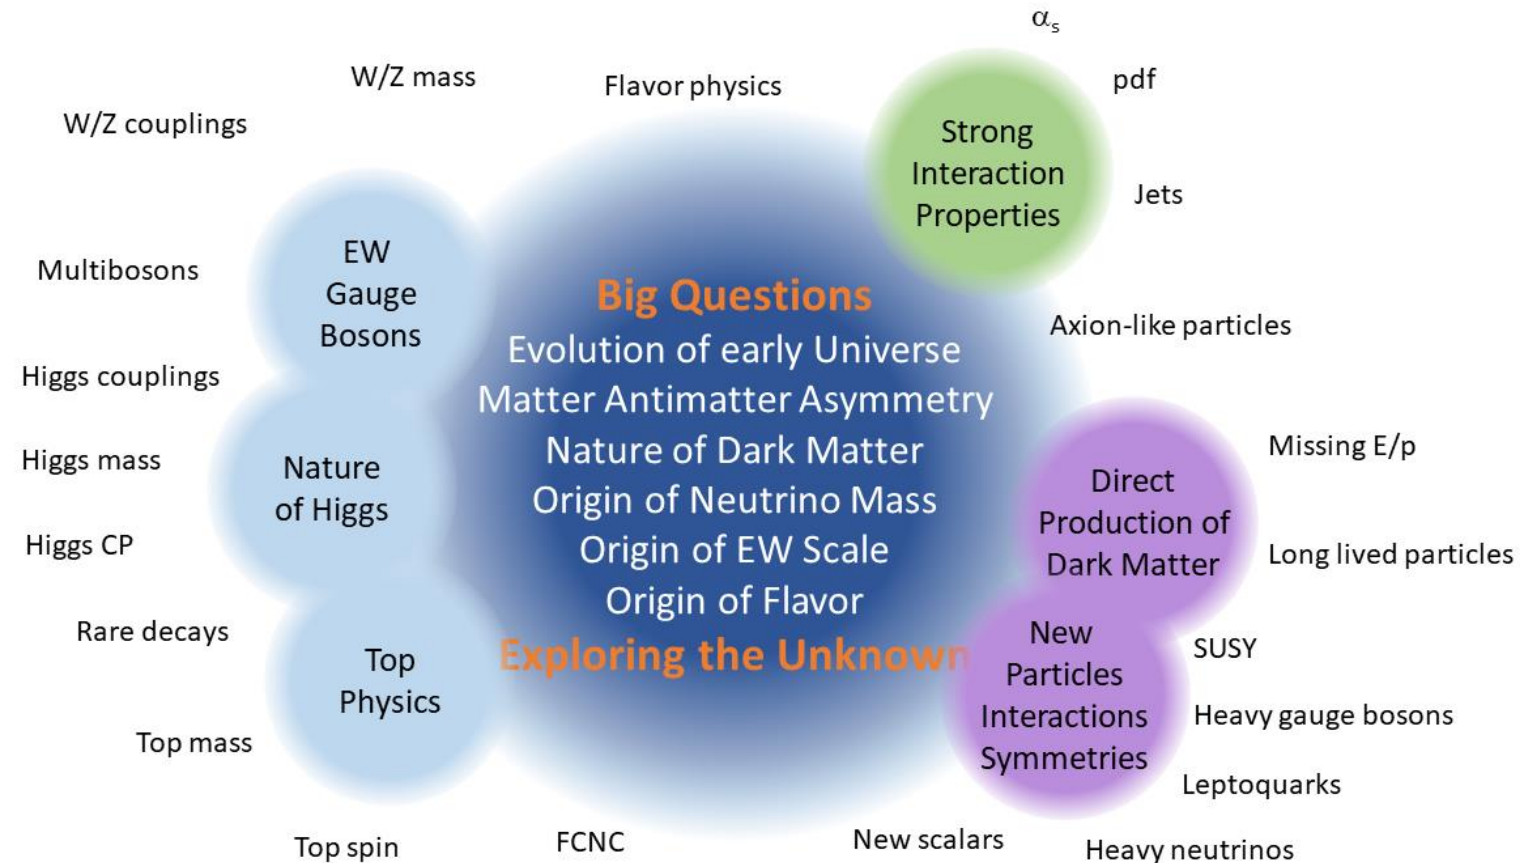 αs
W/Z mass
Flavor physics
pdf
W/Z couplings
Strong
Interaction
Properties
Jets
EW
Gauge
Bosons
Multibosons
Big Questions
Evolution of early Universe
Matter Antimatter Asymmetry
Nature of Dark Matter
Origin of Neutrino Mass
Origin of EW Scale
Origin of Flavor
Exploring the Unknown
Axion-like particles
Higgs couplings
Higgs mass
Nature
of Higgs
Higgs CP
Missing E/p
Direct
Production of
Dark Matter
Long lived particles
Rare decays
Top
Physics
New
Particles
Interactions
Symmetries
SUSY
Heavy gauge bosons
Top mass
Leptoquarks
Top spin
FCNC
New scalars
Heavy neutrinos